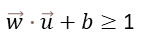 w⃗ · u⃗ + b ≥ 1